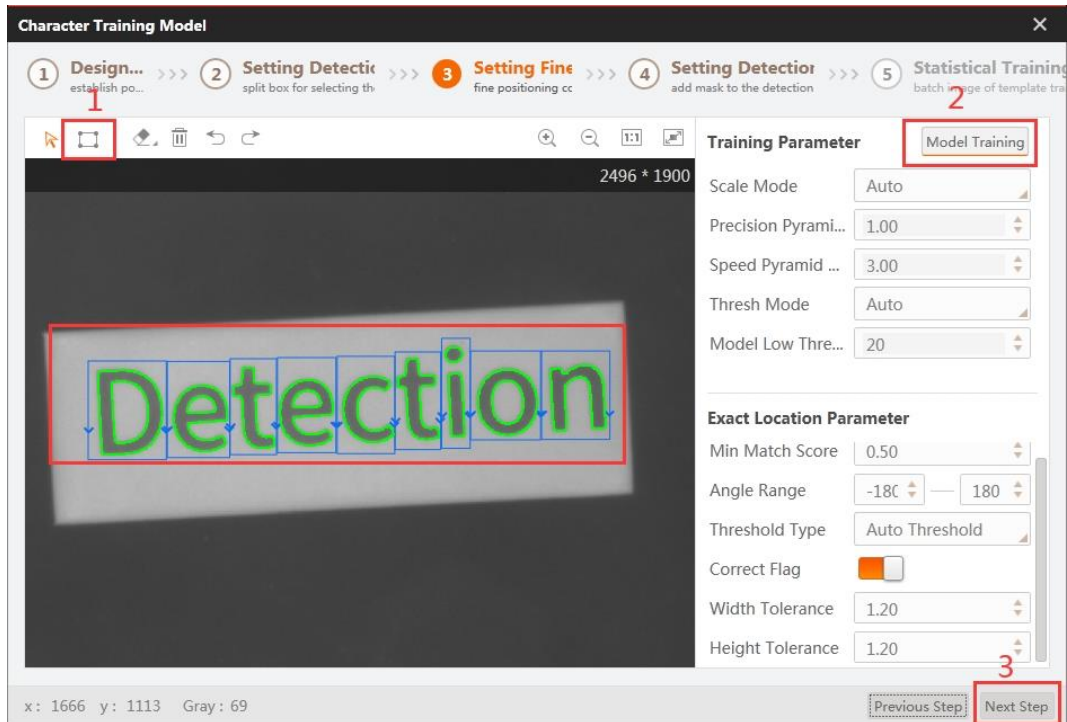 Character Training Model
1 Design... >>> 2 Setting Detectic >>> 3 Setting Fine >>> 4 Setting Detection >>> 5 Statistical Training
establish po... split box for selecting th fine positioning cc add mask to the detection batch image of template tra
1 2
1:1 Training Parameter Model Training
2496 * 1900
Scale Mode Auto
Precision Pyrami... 1.00
Speed Pyramid ... 3.00
Thresh Mode Auto
Model Low Thre... 20
Detection
Exact Location Parameter
Min Match Score 0.50
Angle Range -180 — 180
Threshold Type Auto Threshold
Correct Flag
Width Tolerance 1.20
Height Tolerance 1.20
3
x: 1666 y: 1113 Gray: 69 Previous Step Next Step